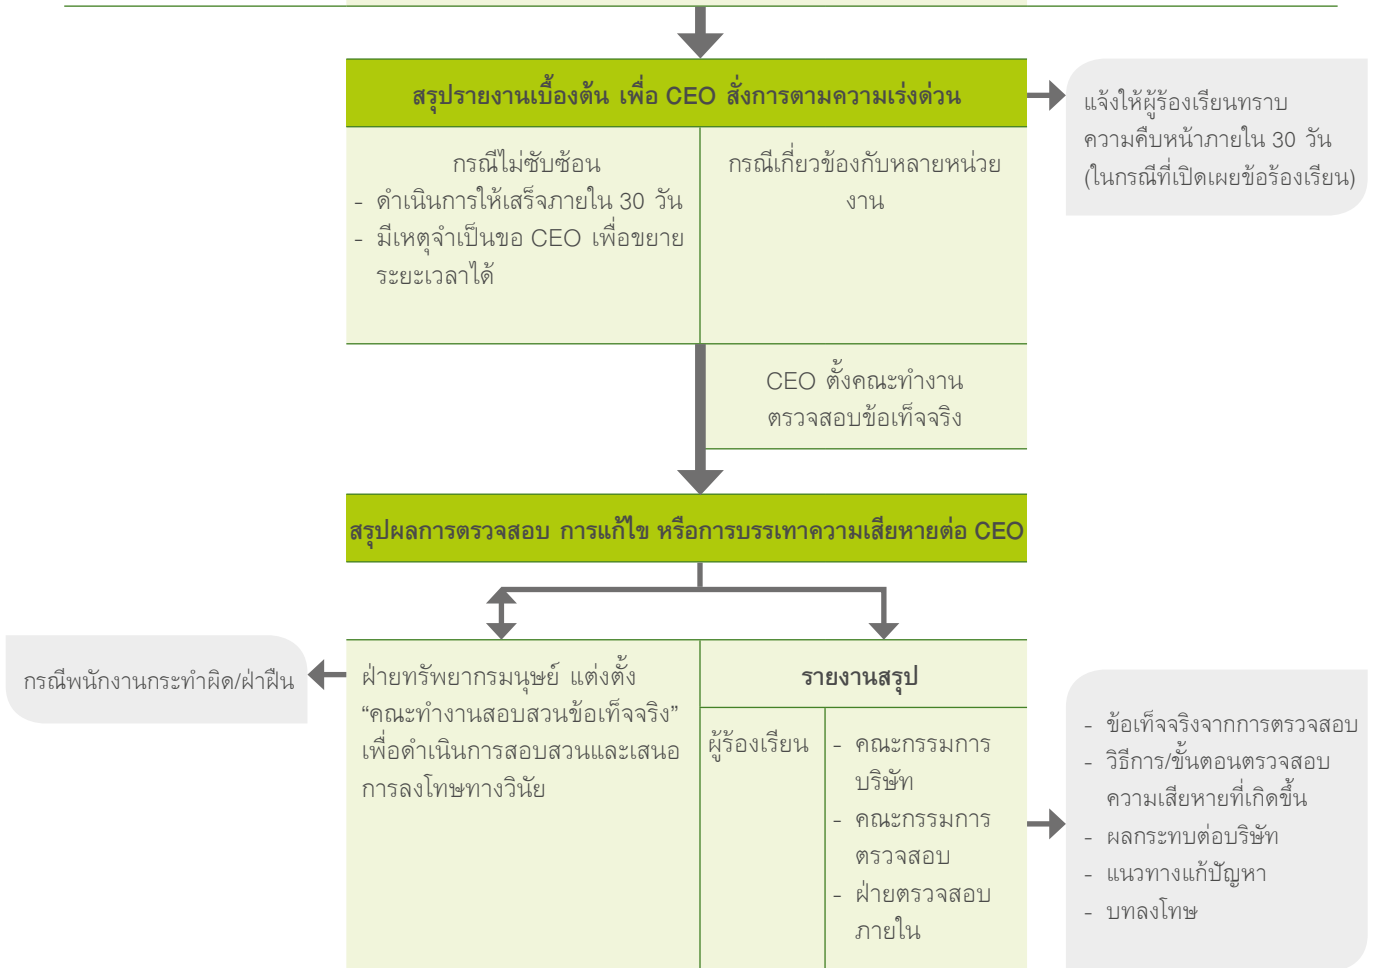 สรุปรายงานเบื้องต้น เพื่อ CEO สั่งการตามความเร่งด่วน
แจ้งให้ผู้ร้องเรียนทราบ
ความคืบหน้าภายใน 30 วัน
(ในกรณีที่เปิดเผยข้อร้องเรียน)
กรณีไม่ซับซ้อน
- ดำเนินการให้เสร็จภายใน 30 วัน
- มีเหตุจำเป็นขอ CEO เพื่อขยาย
ระยะเวลาได้
กรณีเกี่ยวข้องกับหลายหน่วย
งาน
CEO ตั้งคณะทำงาน
ตรวจสอบข้อเท็จจริง
สรุปผลการตรวจสอบ การแก้ไข หรือการบรรเทาความเสียหายต่อ CEO
กรณีพนักงานกระทำผิด/ฝ่าฝืน
ฝ่ายทรัพยากรมนุษย์ แต่งตั้ง
“คณะทำงานสอบสวนข้อเท็จจริง”
เพื่อดำเนินการสอบสวนและเสนอ
การลงโทษทางวินัย
รายงานสรุป
ผู้ร้องเรียน
- คณะกรรมการ
บริษัท
- คณะกรรมการ
ตรวจสอบ
- ฝ่ายตรวจสอบ
ภายใน
- ข้อเท็จจริงจากการตรวจสอบ
- วิธีการ/ขั้นตอนตรวจสอบ
ความเสียหายที่เกิดขึ้น
- ผลกระทบต่อบริษัท
- แนวทางแก้ปัญหา
- บทลงโทษ